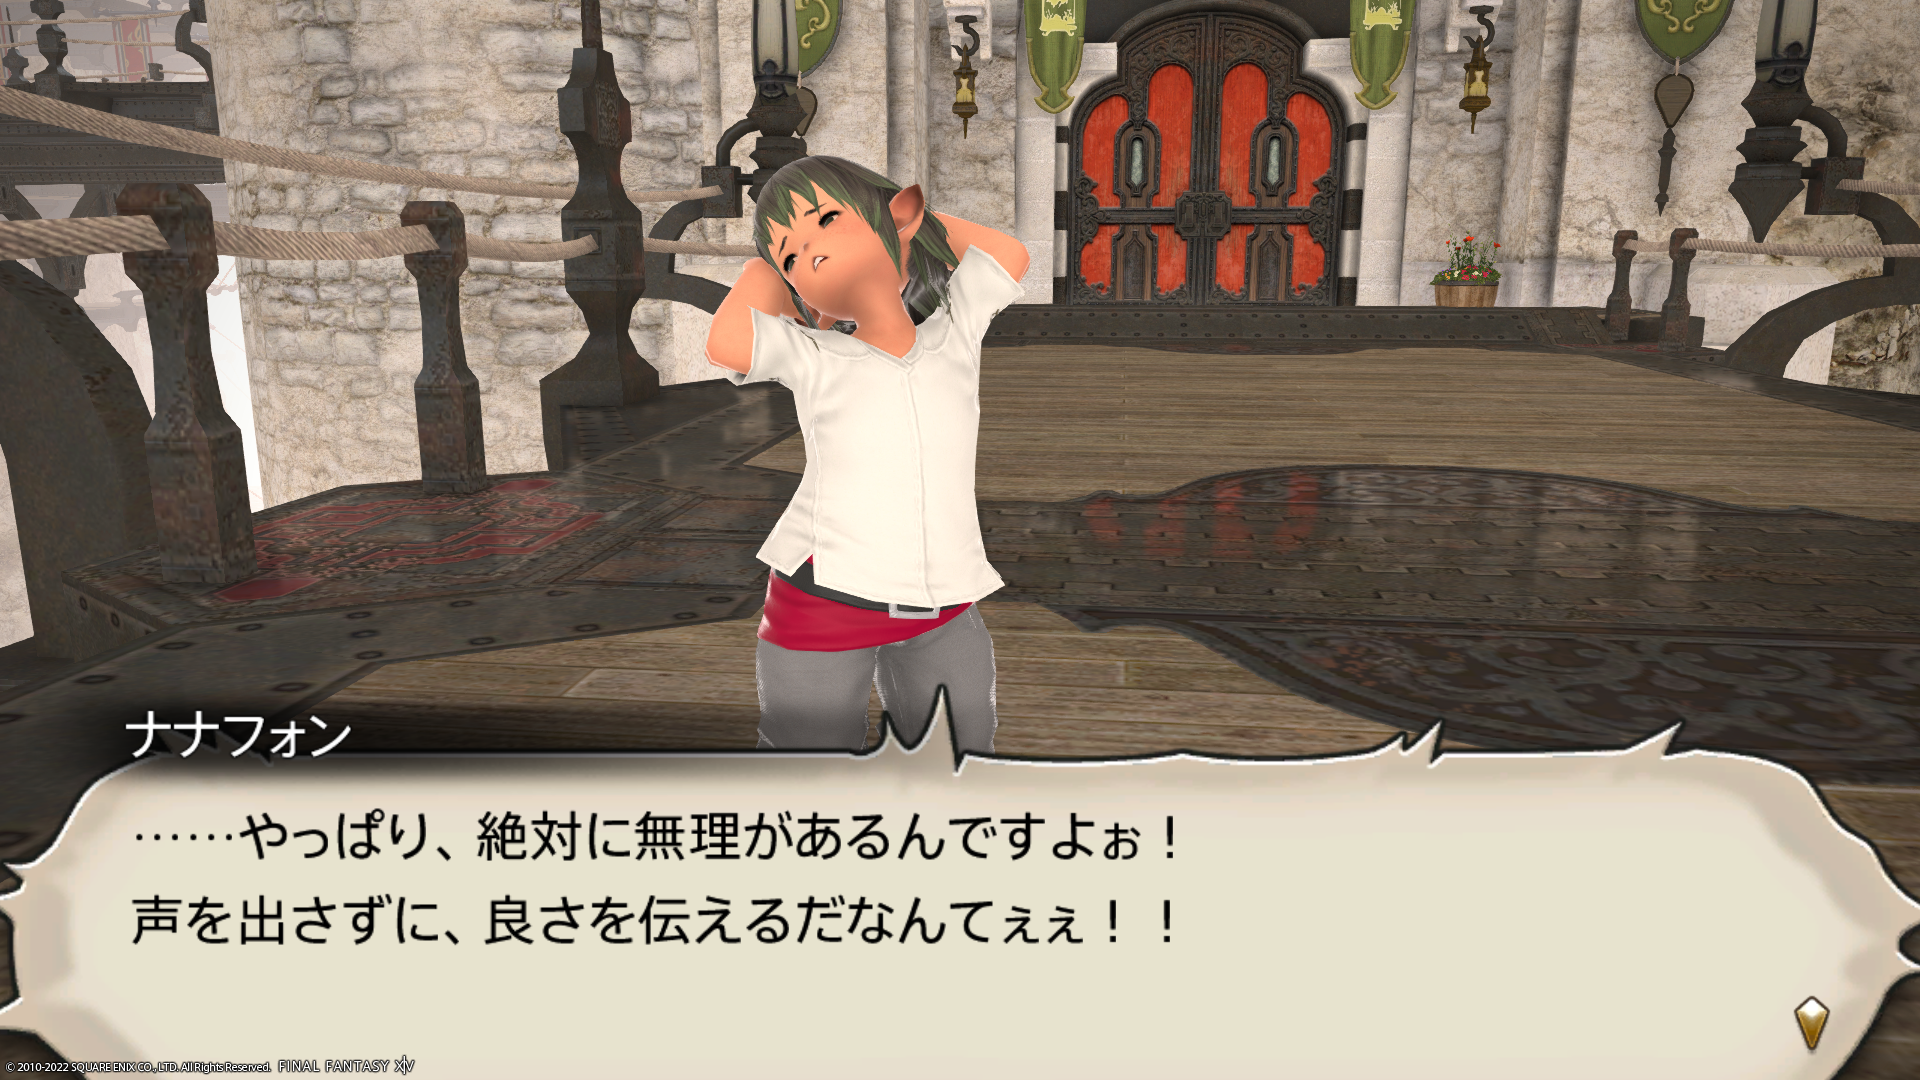 ナナフォン
……やっぱり、絶対に無理があるんですよぉ！
声を出さずに、良さを伝えるだなんてぇぇ！！
© 2010-2022 SQUARE ENIX CO., LTD. All Rights Reserved. FINAL FANTASY XIV